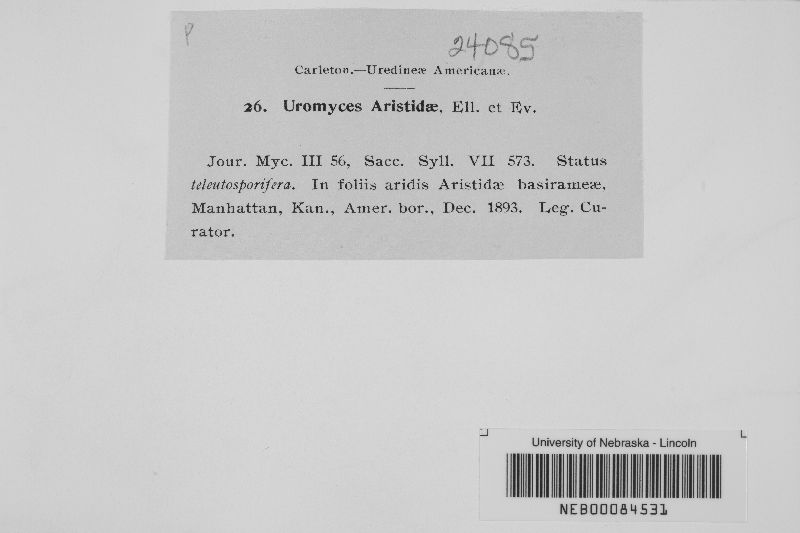 P
24085
Carleton.—Uredineæ Americanæ.
26. Uromyces Aristidæ, Ell. et Ev.
Jour. Myc. III 56, Sacc. Syll. VII 573. Status
teleutosporifera. In foliis aridis Aristidæ basirameæ,
Manhattan, Kan., Amer. bor., Dec. 1893. Leg. Cu-
rator.
University of Nebraska - Lincoln
NEB00084531